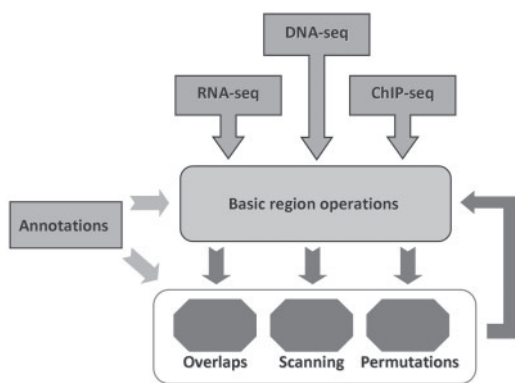 DNA-seq
RNA-seq
ChIP-seq
Basic region operations
Annotations
Overlaps
Scanning
Permutations